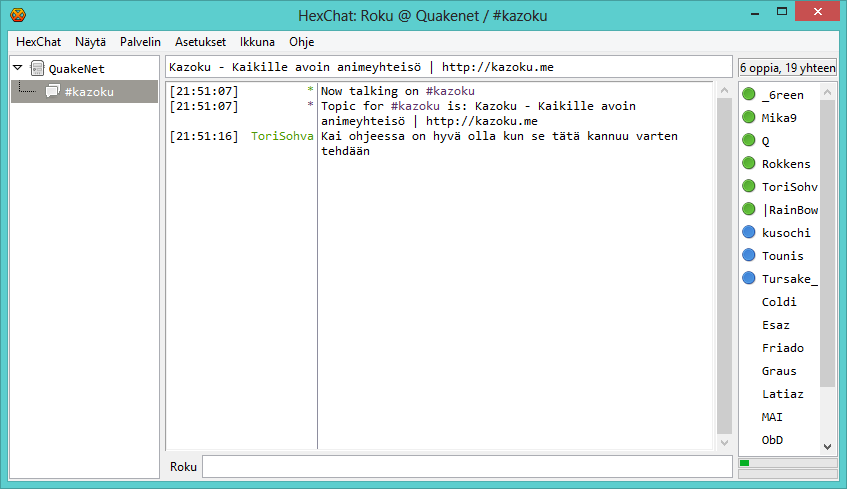 HexChat: Roku @ Quakenet / #kazoku
HexChat Näytä Palvelin Asetukset Ikkuna Ohje
QuakeNet
#kazoku
Kazoku - Kaikille avoin animeyhteisö | http://kazoku.me
[21:51:07] * Now talking on #kazoku
[21:51:07] * Topic for #kazoku is: Kazoku - Kaikille avoin
animeyhteisö | http://kazoku.me
[21:51:16] ToriSohva Kai ohjeessa on hyvä olla kun se tätä kannuu varten
tehdään
Roku
6 oppia, 19 yhteen
_6reen
Mika9
Q
Rokkens
ToriSohv
|RainBow
kusochi
Tounis
Tursake_
Coldi
Esaz
Friado
Graus
Latiaz
MAI
ObD